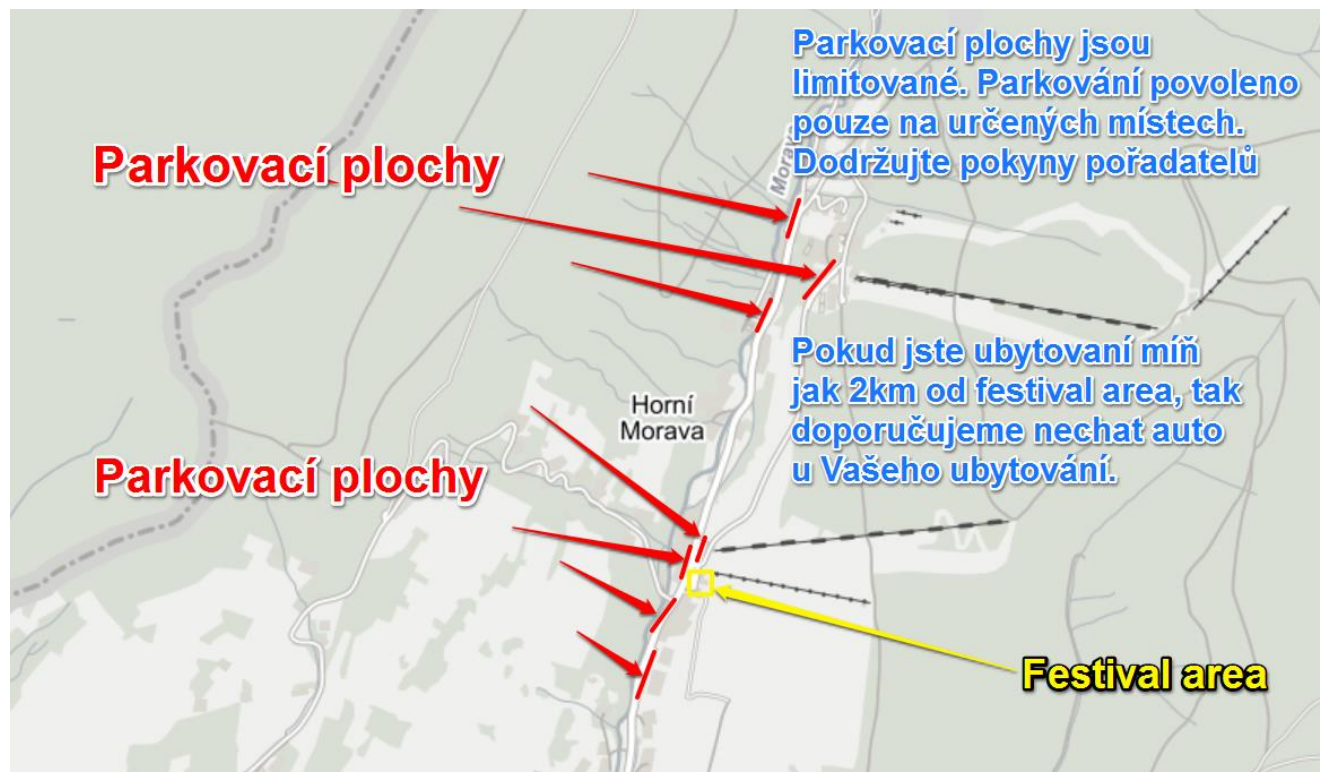 Parkovací plochy jsou
limitované. Parkování povoleno
pouze na určených místech.
Dodržujte pokyny pořadatelů
Parkovací plochy
Morava
Pokud jste ubytovaní míň
jak 2km od festival area, tak
doporučujeme nechat auto
u Vašeho ubytování.
Horní
Morava
Parkovací plochy
Festival area